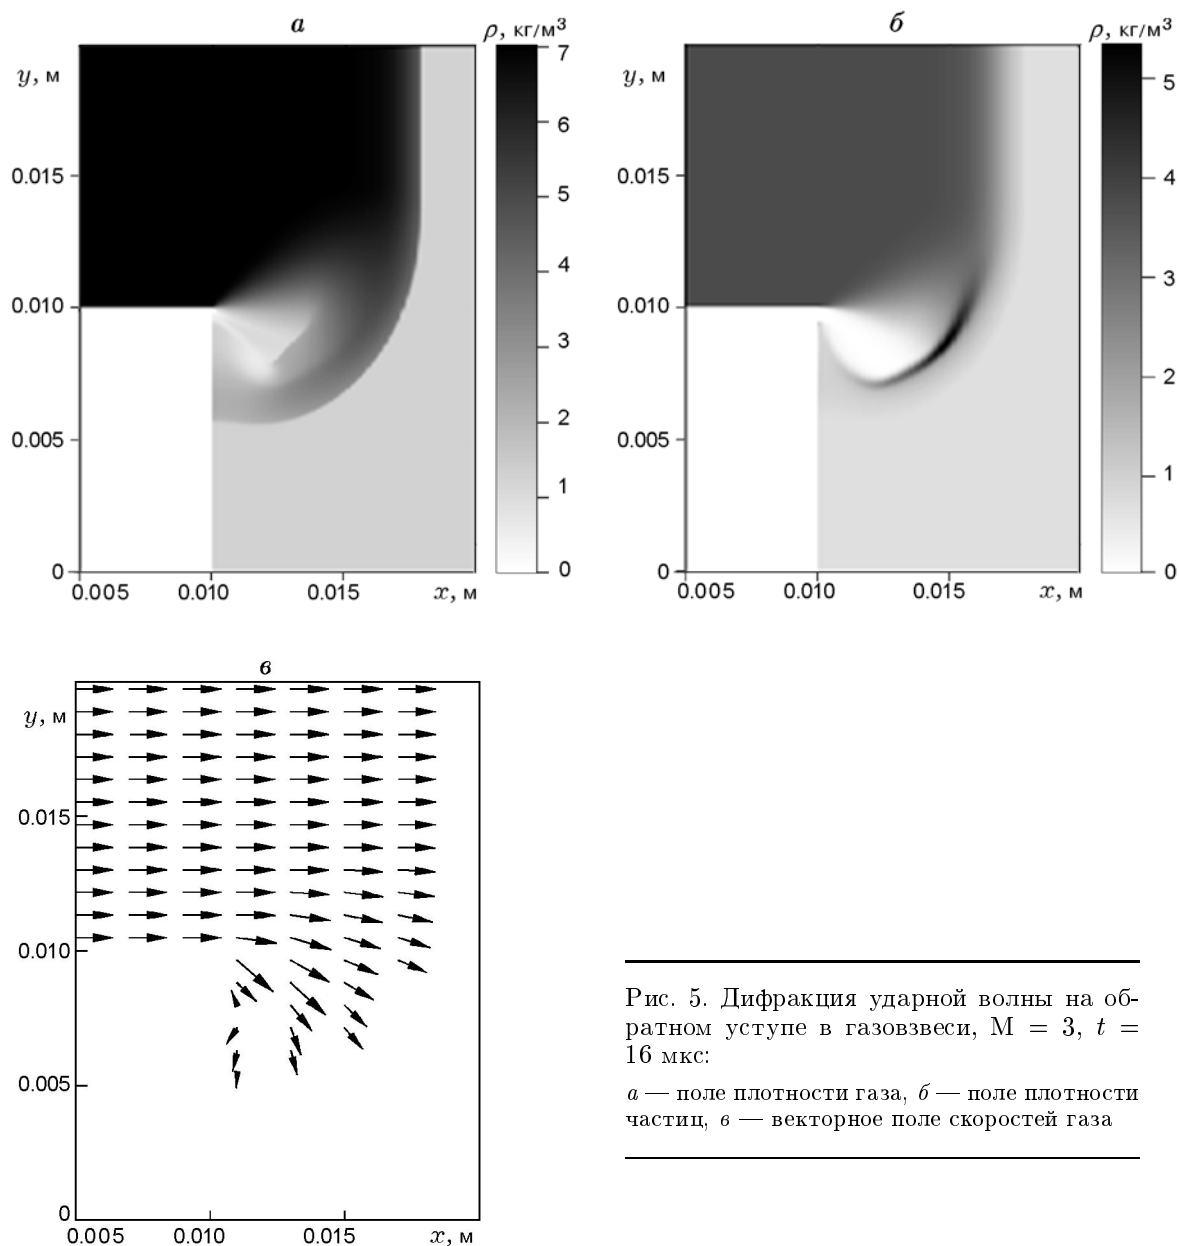 а
ρ, кг/м³
y, м
7
6
5
4
3
2
1
0
0.015
0.010
0.005
0
0.005 0.010 0.015 x, м
б
ρ, кг/м³
y, м
5
4
3
2
1
0
0.015
0.010
0.005
0
0.005 0.010 0.015 x, м
в
y, м
0.015
0.010
0.005
0
0.005 0.010 0.015 x, м
Рис. 5. Дифракция ударной волны на об-
ратном уступе в газовзвеси, М = 3, t =
16 мкс:
а — поле плотности газа, б — поле плотности
частиц, в — векторное поле скоростей газа